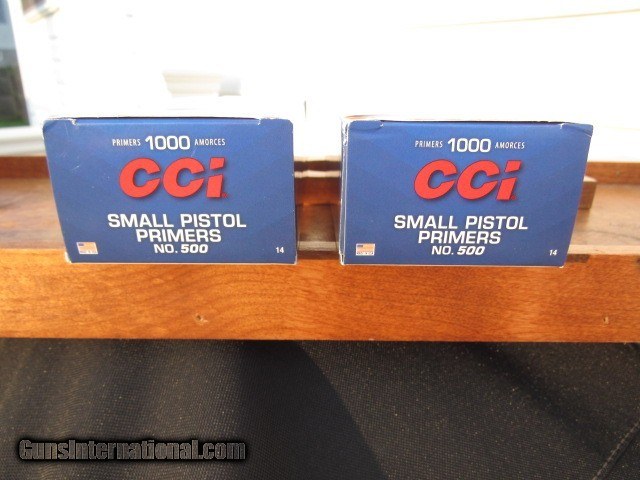 PRIMERS 1000 AMORCES
CCI
SMALL PISTOL
PRIMERS
NO. 500
14
PRIMERS 1000 AMORCES
CCI
SMALL PISTOL
PRIMERS
NO. 500
14
GunsInternational.com